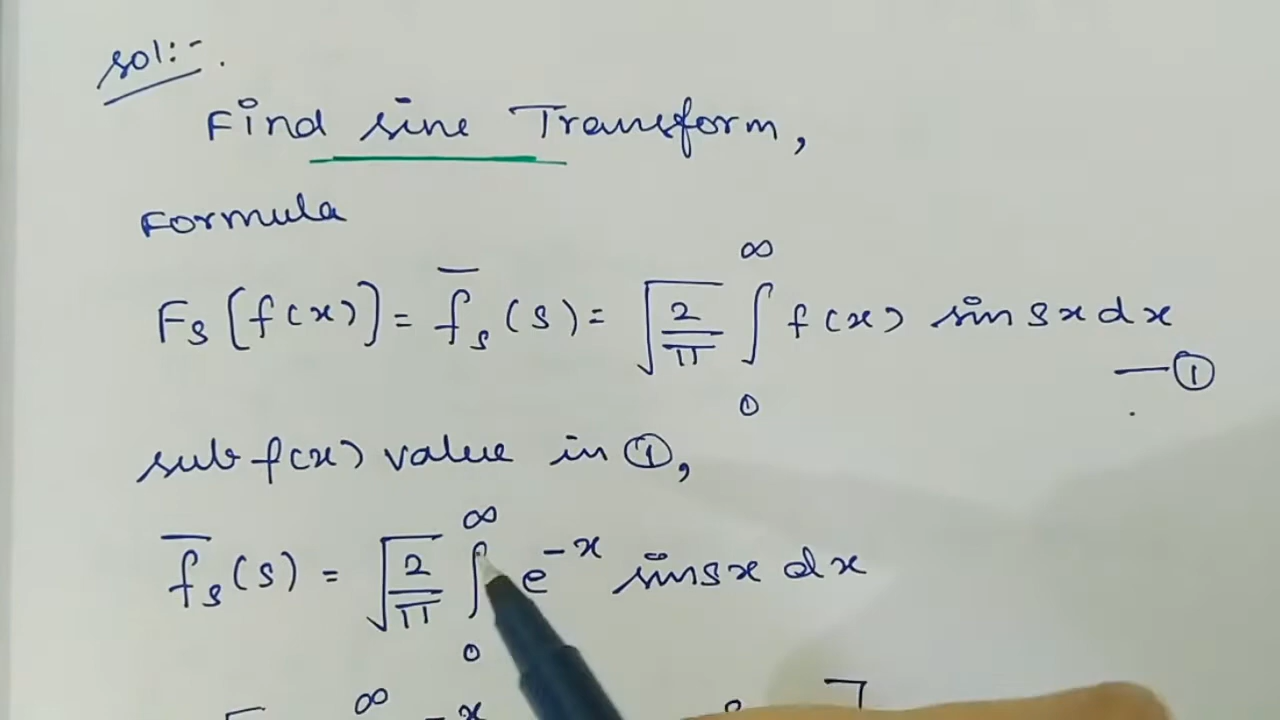 sol:-
Find sine Transform,
Formula
Fs[f(x)] = f̅s(s) = √(2/π) ∫₀^∞ f(x) sin sx dx
—①
sub f(x) value in ①,
f̅s(s) = √(2/π) ∫₀^∞ e^(-x) sin sx dx
∞ -x